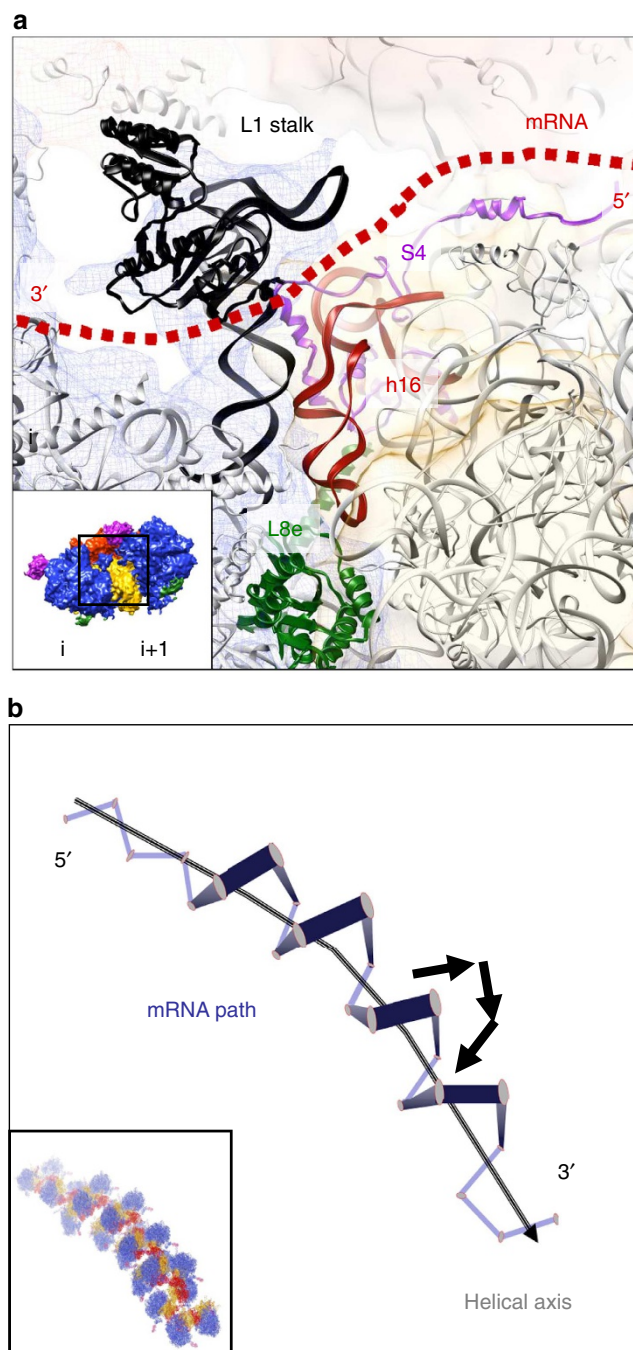 a
L1 stalk
mRNA
5′
S4
3′
h16
i
L8e
i
i+1
b
5′
mRNA path
3′
Helical axis